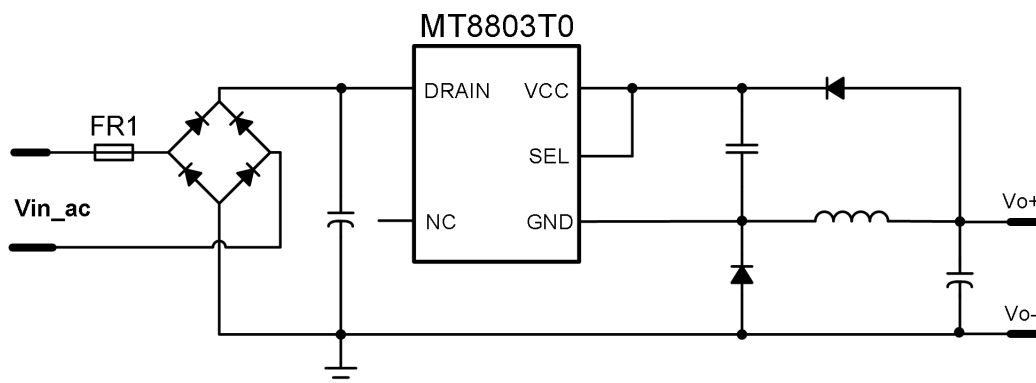 MT8803T0
DRAIN VCC
FR1
SEL
Vin_ac
NC GND
Vo+
Vo-